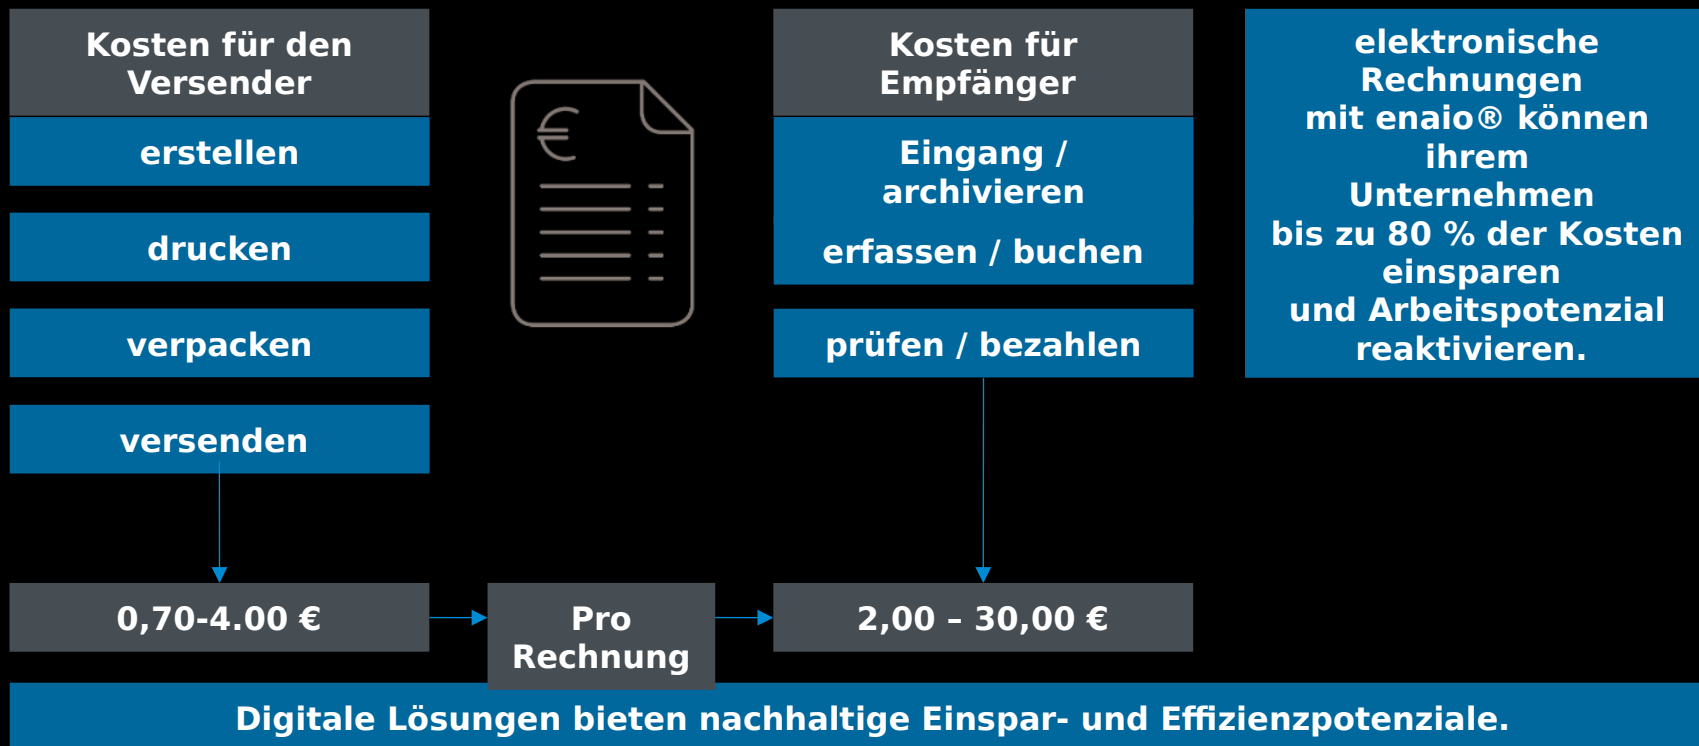 Kosten für den
Versender
erstellen
drucken
verpacken
versenden
0,70-4.00 €
€
Pro
Rechnung
Kosten für
Empfänger
Eingang /
archivieren
erfassen / buchen
prüfen / bezahlen
2,00 – 30,00 €
elektronische
Rechnungen
mit enaio® können
ihrem
Unternehmen
bis zu 80 % der Kosten
einsparen
und Arbeitspotenzial
reaktivieren.
Digitale Lösungen bieten nachhaltige Einspar- und Effizienzpotenziale.